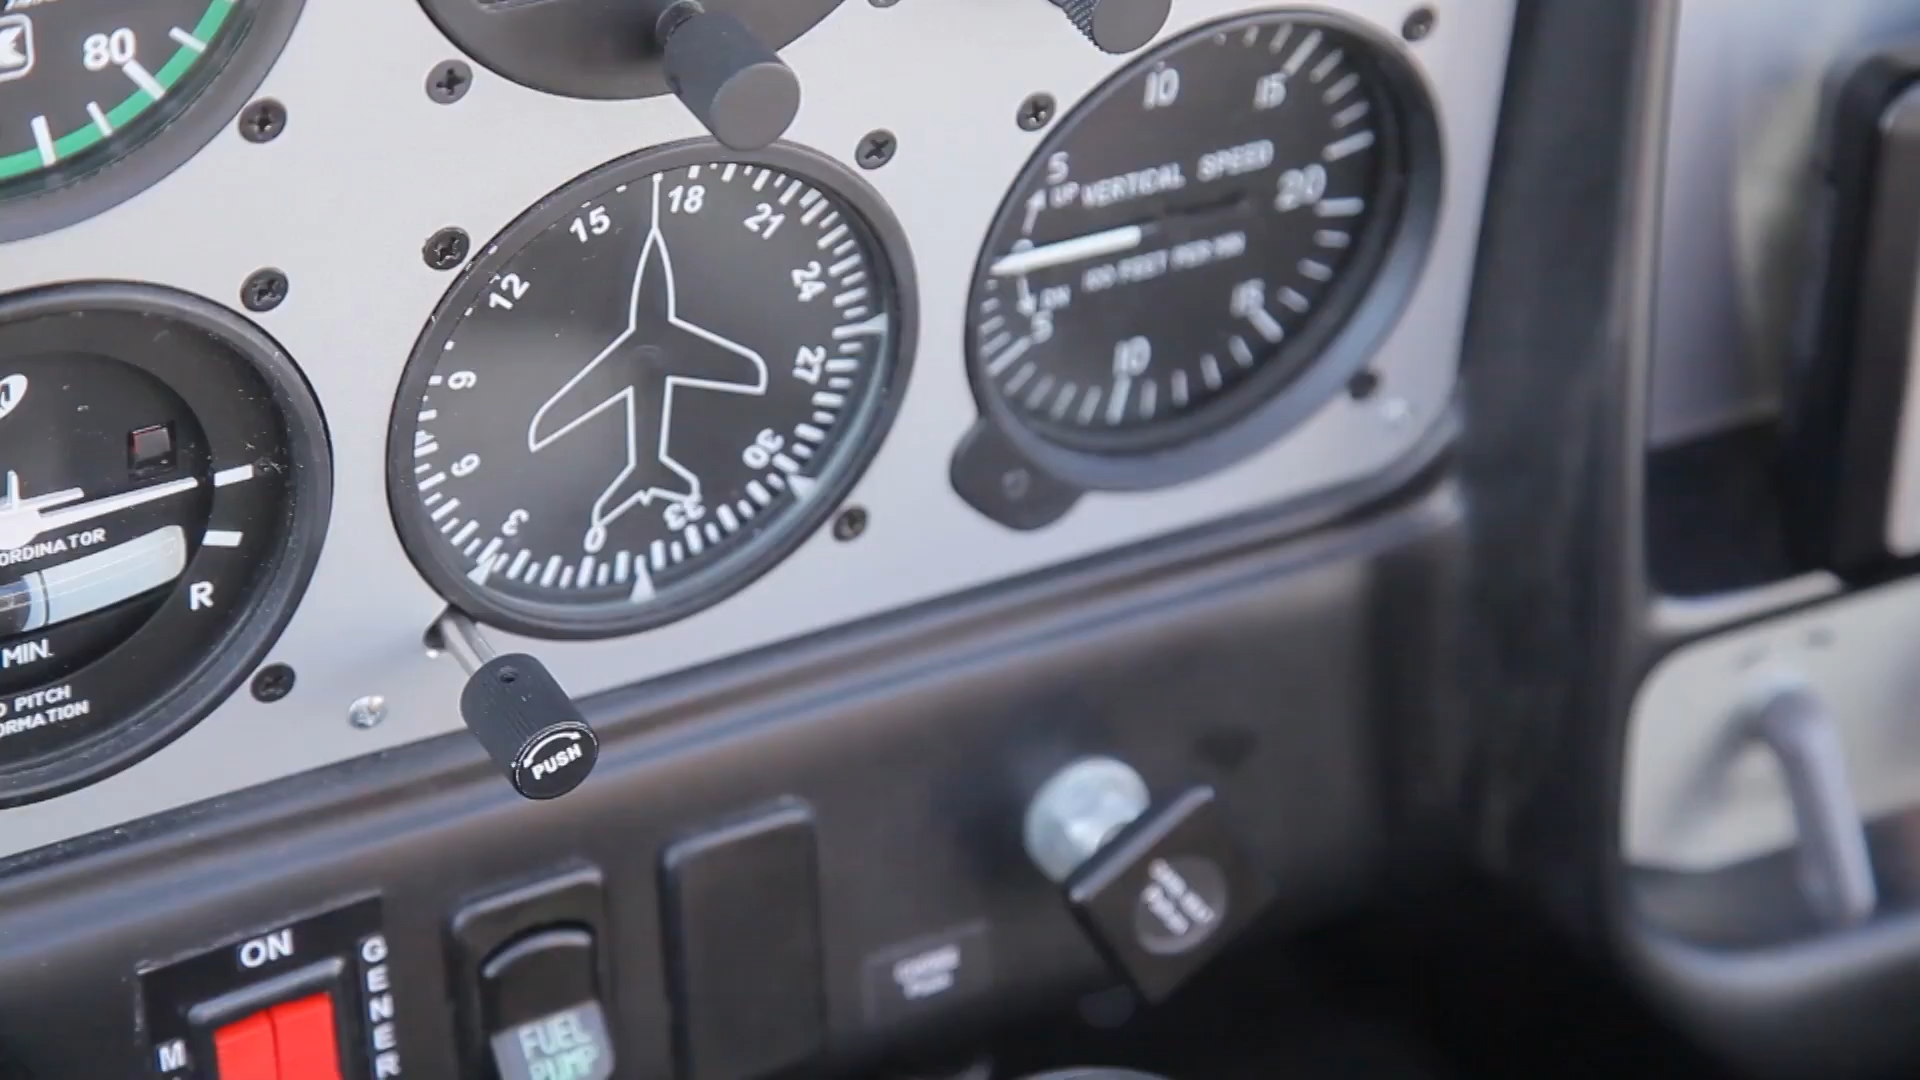 80
10
15
5
UP VERTICAL SPEED
20
100 FEET PER MIN
DN
5
15
10
18
15
21
12
24
9
27
6
30
3
33
0
ORDINATOR
R
MIN.
PITCH
PUSH
ON
GENER
M
FUEL
PUMP